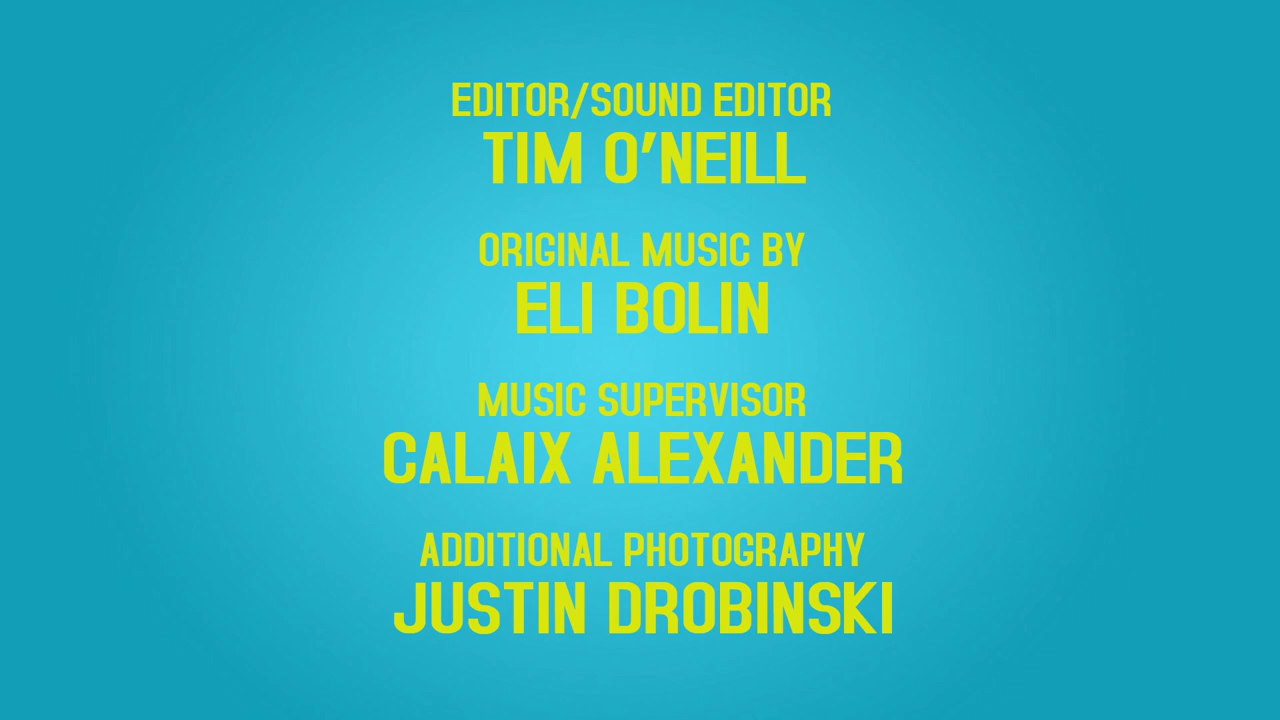 EDITOR/SOUND EDITOR
TIM O'NEILL
ORIGINAL MUSIC BY
ELI BOLIN
MUSIC SUPERVISOR
CALAIX ALEXANDER
ADDITIONAL PHOTOGRAPHY
JUSTIN DROBINSKI